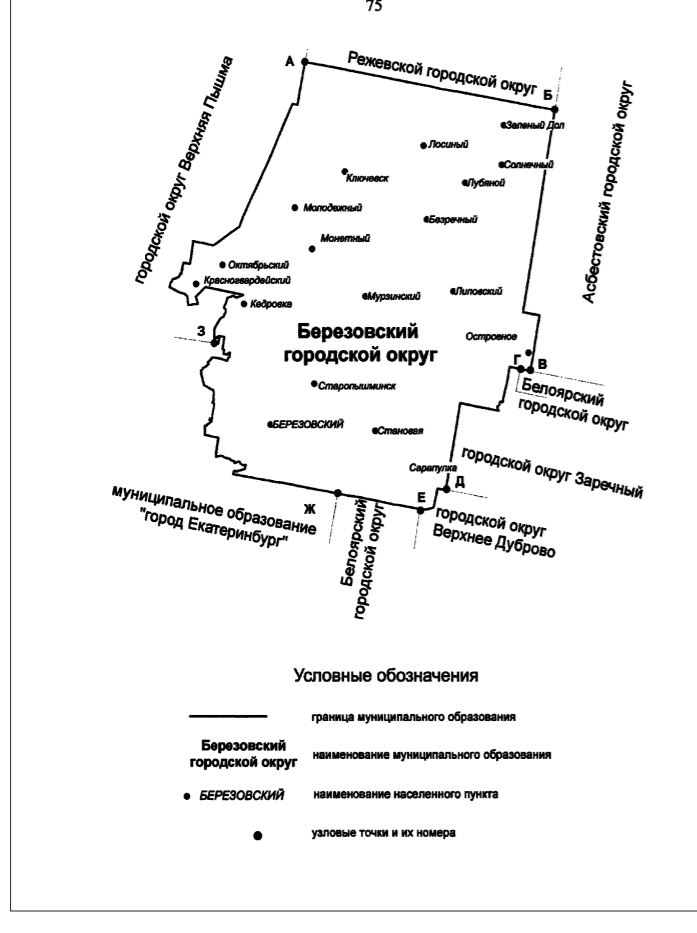 75
А
Режевской городской округ
Б
городской округ Верхняя Пышма
Асбестовский городской округ
Зеленый Дол
Лосиный
Солнечный
Ключевск
Лубяной
Молодежный
Безречный
Монетный
Октябрьский
Красногвардейский
Кедровка
Мурзинский
Липовский
З
Березовский
городской округ
Островное
Г
В
Белоярский
городской округ
Старопышминск
БЕРЕЗОВСКИЙ
Становая
Сарапулка
городской округ Заречный
Д
Ж
Е
муниципальное образование
"город Екатеринбург"
Белоярский
городской округ
городской округ
Верхнее Дуброво
Условные обозначения
граница муниципального образования
Березовский
городской округ
наименование муниципального образования
БЕРЕЗОВСКИЙ
наименование населенного пункта
узловые точки и их номера